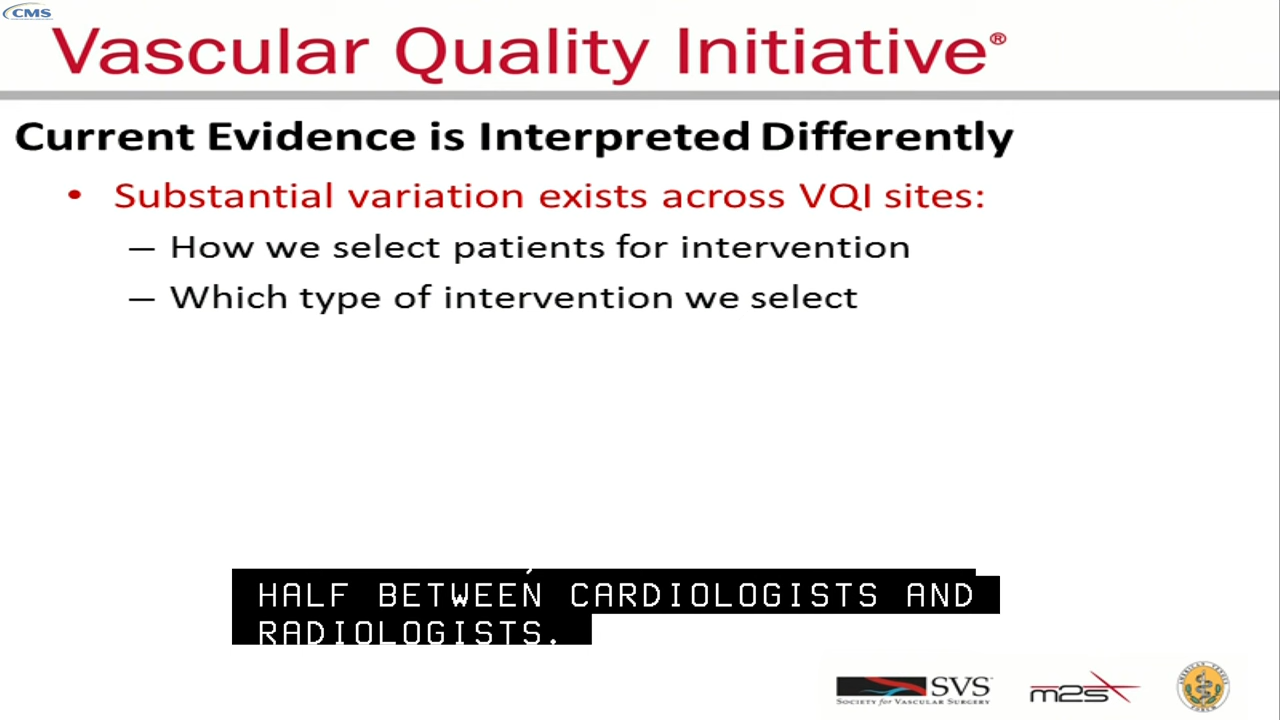 CMS
Vascular Quality Initiative®
Current Evidence is Interpreted Differently
• Substantial variation exists across VQI sites:
— How we select patients for intervention
— Which type of intervention we select
HALF BETWEEN CARDIOLOGISTS AND
RADIOLOGISTS.
SVS
SOCIETY for VASCULAR SURGERY
m2s